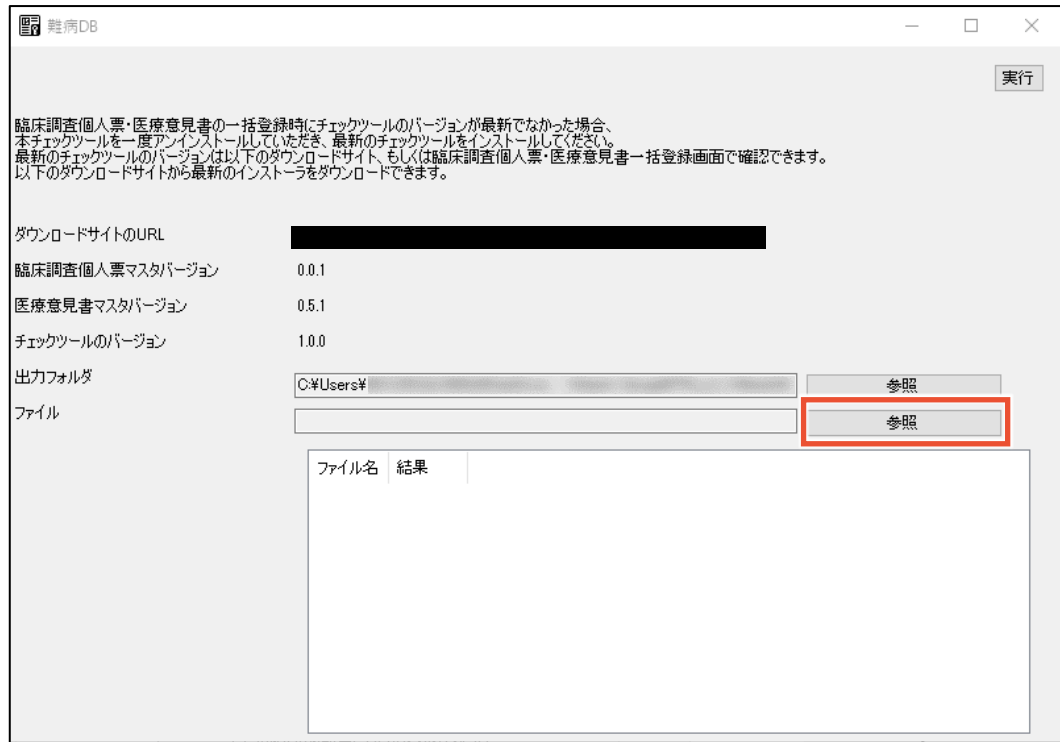 難病DB
実行
臨床調査個人票・医療意見書の一括登録時にチェックツールのバージョンが最新でなかった場合、
本チェックツールを一度アンインストールしていただき、最新のチェックツールをインストールしてください。
最新のチェックツールのバージョンは以下のダウンロードサイト、もしくは臨床調査個人票・医療意見書一括登録画面で確認できます。
以下のダウンロードサイトから最新のインストーラをダウンロードできます。
ダウンロードサイトのURL
臨床調査個人票マスタバージョン 0.0.1
医療意見書マスタバージョン 0.5.1
チェックツールのバージョン 1.0.0
出力フォルダ C:¥Users¥ 参照
ファイル 参照
ファイル名 結果